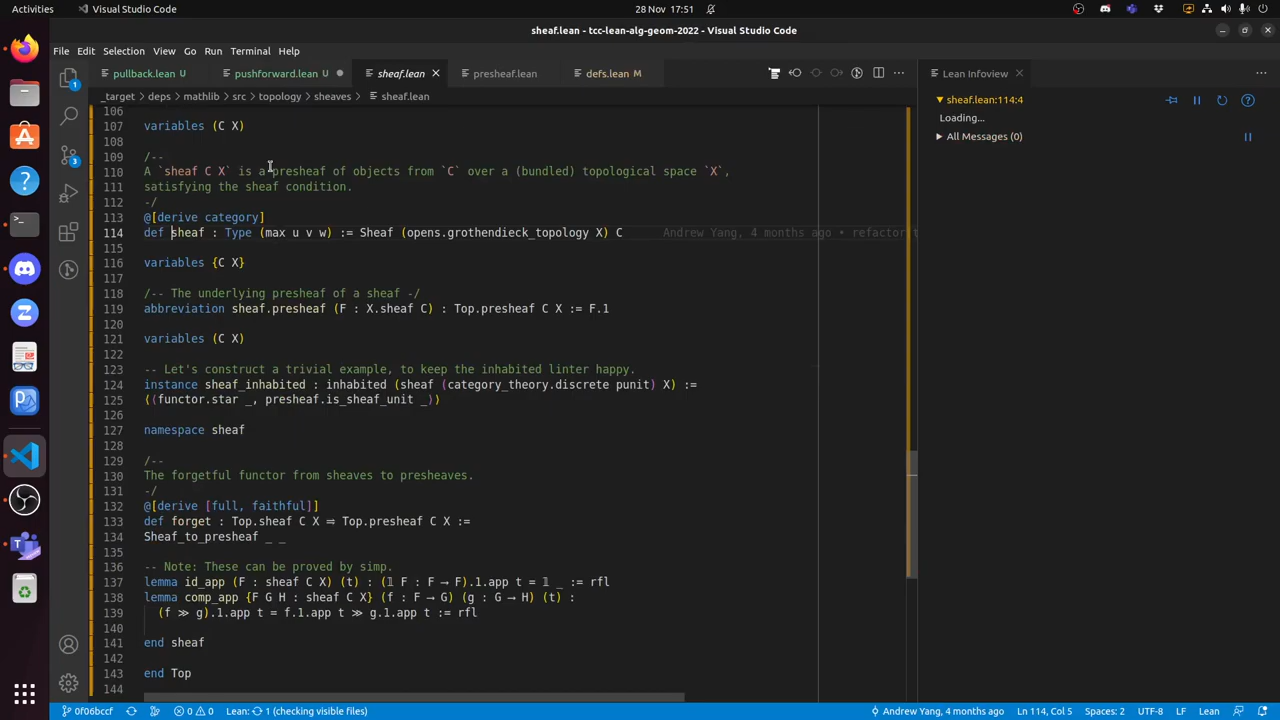 Activities
Visual Studio Code
28 Nov 17:51
sheaf.lean - tcc-lean-alg-geom-2022 - Visual Studio Code
File Edit Selection View Go Run Terminal Help
pullback.lean M
pushforward.lean M
sheaf.lean
presheaf.lean
defs.lean M
Lean Infoview
_target > deps > mathlib > src > topology > sheaves > sheaf.lean
106
107 variables (C X)
108
109 /--
110 A `sheaf C X` is a presheaf of objects from `C` over a (bundled) topological space `X`,
111 satisfying the sheaf condition.
112 -/
113 @[derive category]
114 def sheaf : Type (max u v w) := Sheaf (opens.grothendieck_topology X) C Andrew Yang, 4 months ago • refactor
115
116 variables {C X}
117
118 /-- The underlying presheaf of a sheaf -/
119 abbreviation sheaf.presheaf (F : X.sheaf C) : Top.presheaf C X := F.1
120
121 variables (C X)
122
123 -- Let's construct a trivial example, to keep the inhabited linter happy.
124 instance sheaf_inhabited : inhabited (sheaf (category_theory.discrete punit) X) :=
125 ⟨⟨functor.star _, presheaf.is_sheaf_unit _⟩⟩
126
127 namespace sheaf
128
129 /--
130 The forgetful functor from sheaves to presheaves.
131 -/
132 @[derive [full, faithful]]
133 def forget : Top.sheaf C X ⥤ Top.presheaf C X :=
134 Sheaf_to_presheaf _ _
135
136 -- Note: These can be proved by simp.
137 lemma id_app (F : sheaf C X) (t) : (𝟙 F : F ⟶ F).1.app t = 𝟙 _ := rfl
138 lemma comp_app {F G H : sheaf C X} (f : F ⟶ G) (g : G ⟶ H) (t) :
139 (f ≫ g).1.app t = f.1.app t ≫ g.1.app t := rfl
140
141 end sheaf
142
143 end Top
144
sheaf.lean:114:4
Loading...
All Messages (0)
1
3
0f06bccf
0 0
Lean: 1 (checking visible files)
Andrew Yang, 4 months ago
Ln 114, Col 5
Spaces: 2
UTF-8
LF
Lean